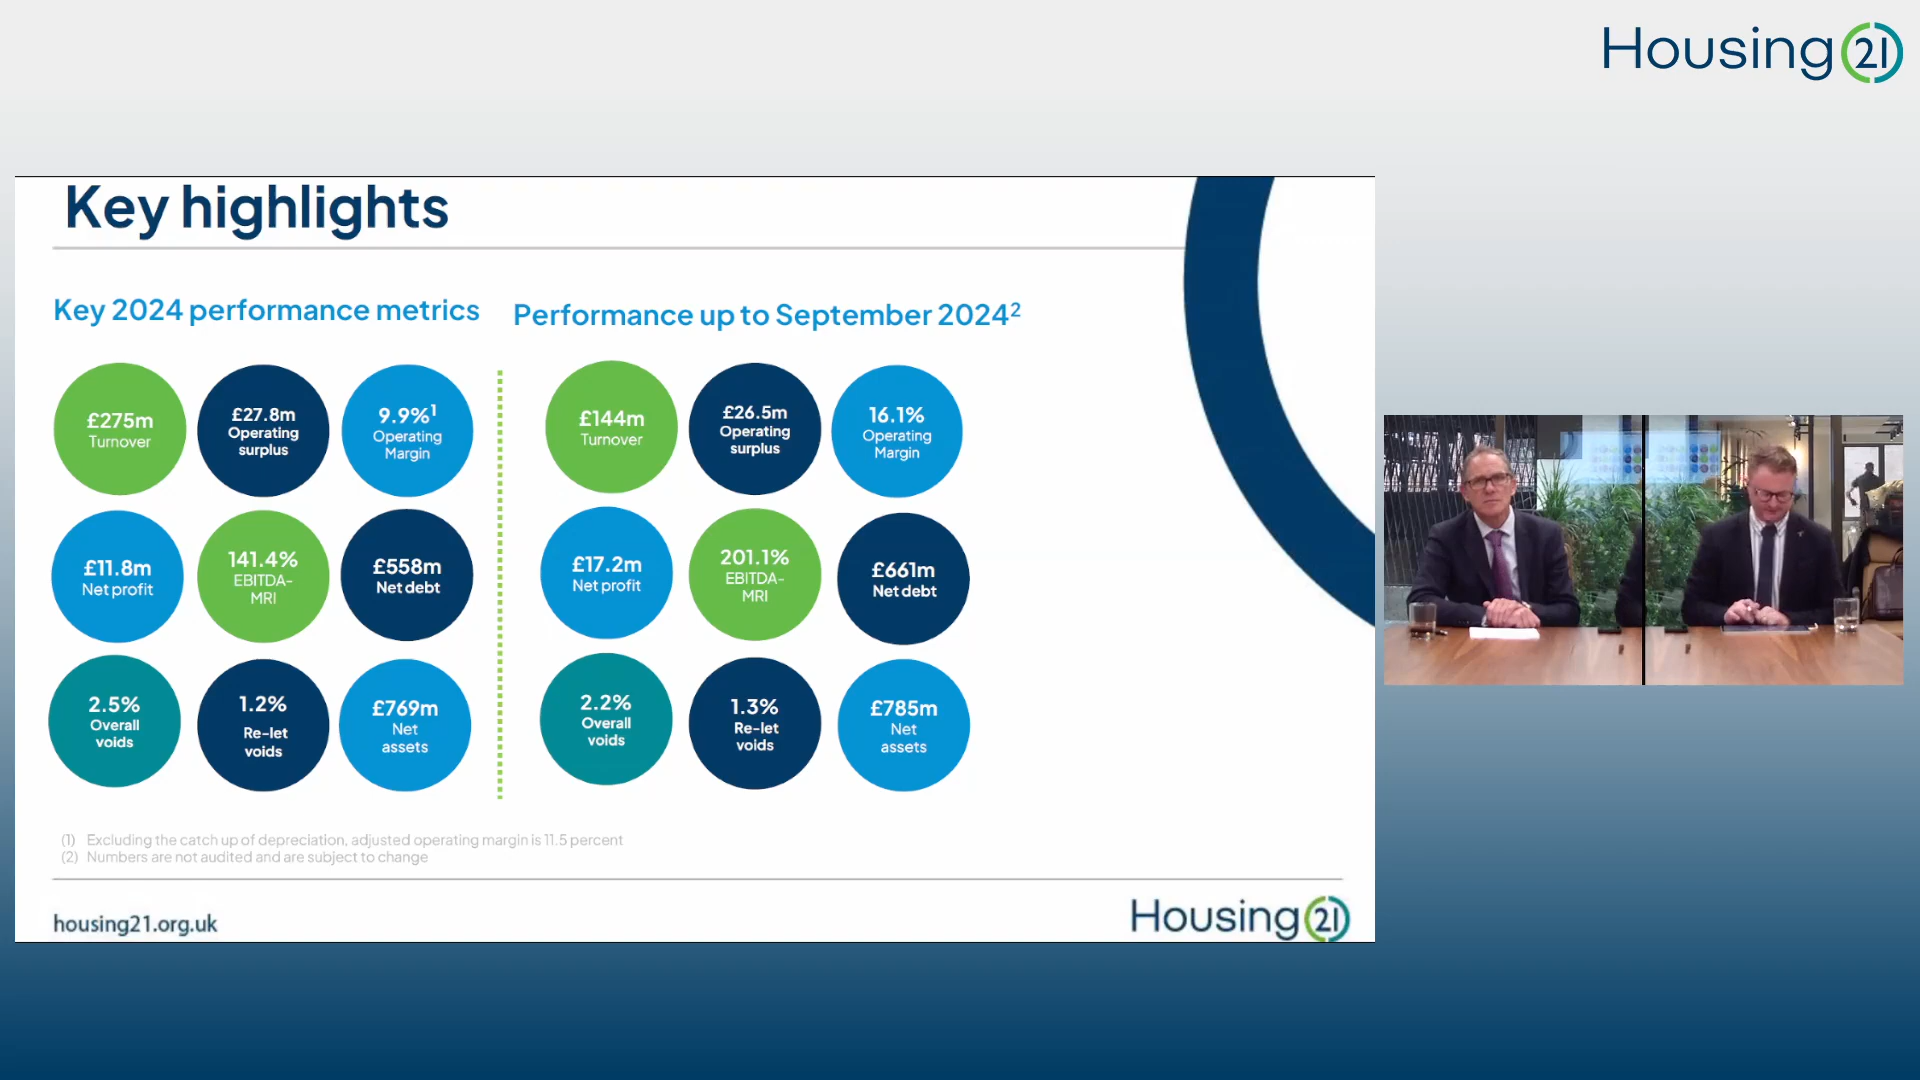 Housing 21
Key highlights
Key 2024 performance metrics
£275m
Turnover
£27.8m
Operating
surplus
9.9%¹
Operating
Margin
£11.8m
Net profit
141.4%
EBITDA-
MRI
£558m
Net debt
2.5%
Overall
voids
1.2%
Re-let
voids
£769m
Net
assets
Performance up to September 2024²
£144m
Turnover
£26.5m
Operating
surplus
16.1%
Operating
Margin
£17.2m
Net profit
201.1%
EBITDA-
MRI
£661m
Net debt
2.2%
Overall
voids
1.3%
Re-let
voids
£785m
Net
assets
(1) Excluding the catch up of depreciation, adjusted operating margin is 11.5 percent
(2) Numbers are not audited and are subject to change
housing21.org.uk
Housing 21